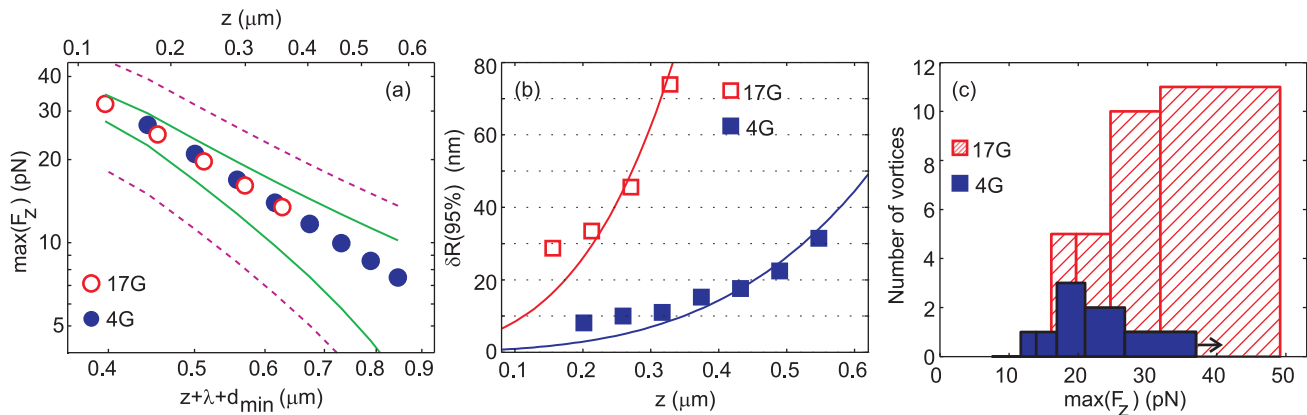 z (μm)
0.1 0.2 0.3 0.4 0.5 0.6
40
30
20
10
5
max(F_z) (pN)
(a)
17G
4G
0.4 0.5 0.6 0.7 0.8 0.9
z+λ+d_min (μm)
80
60
40
20
0
δR(95%) (nm)
(b)
17G
4G
0.1 0.2 0.3 0.4 0.5 0.6
z (μm)
12
10
8
6
4
2
0
Number of vortices
(c)
17G
4G
0 10 20 30 40 50
max(F_z) (pN)